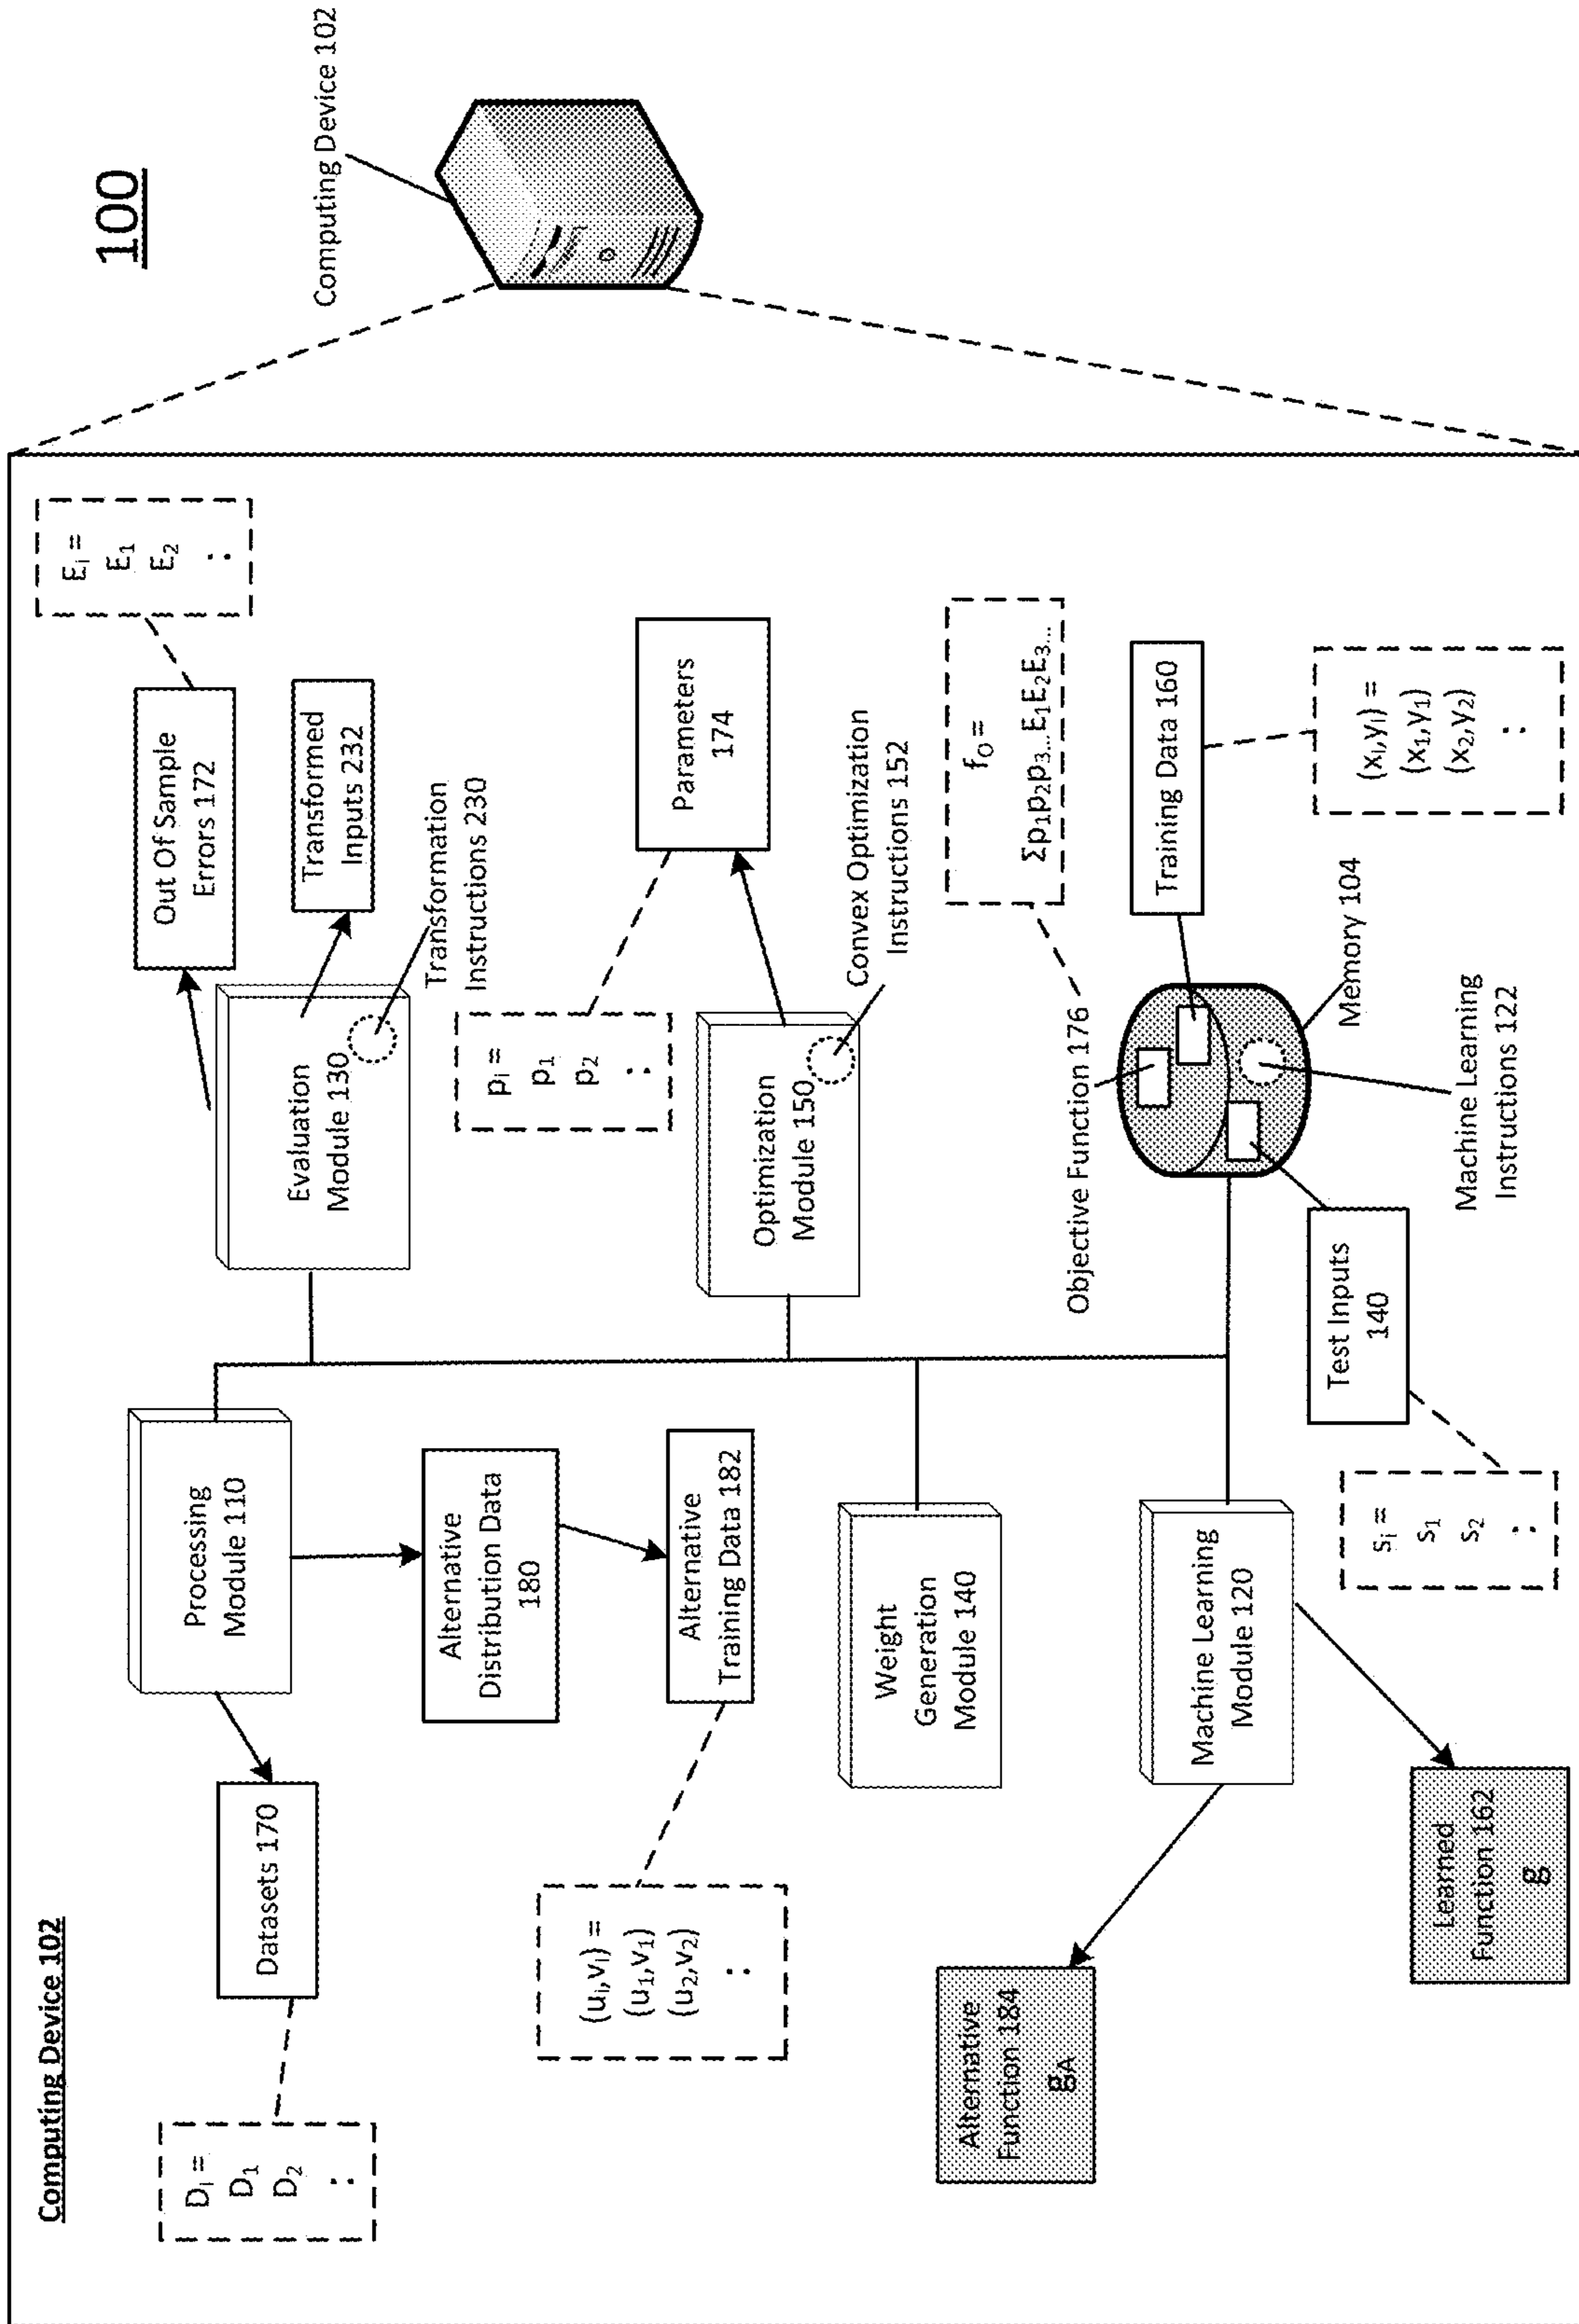 100
Computing Device 102
Computing Device 102
Dᵢ =
D₁
D₂
:
Datasets 170
Processing
Module 110
Alternative
Distribution Data
180
Alternative
Training Data 182
(uᵢ,vᵢ) =
(u₁,v₁)
(u₂,v₂)
:
Evaluation
Module 130
Out Of Sample
Errors 172
Eᵢ =
E₁
E₂
:
Transformed
Inputs 232
Transformation
Instructions 230
pᵢ =
p₁
p₂
:
Parameters
174
Optimization
Module 150
Convex Optimization
Instructions 152
Weight
Generation
Module 140
Machine Learning
Module 120
Alternative
Function 184
gA
Learned
Function 162
g
Objective Function 176
fO =
Σp₁p₂p₃...E₁E₂E₃...
Training Data 160
(xᵢ,yᵢ) =
(x₁,y₁)
(x₂,y₂)
:
Memory 104
Machine Learning
Instructions 122
Test Inputs
140
sᵢ =
s₁
s₂
: